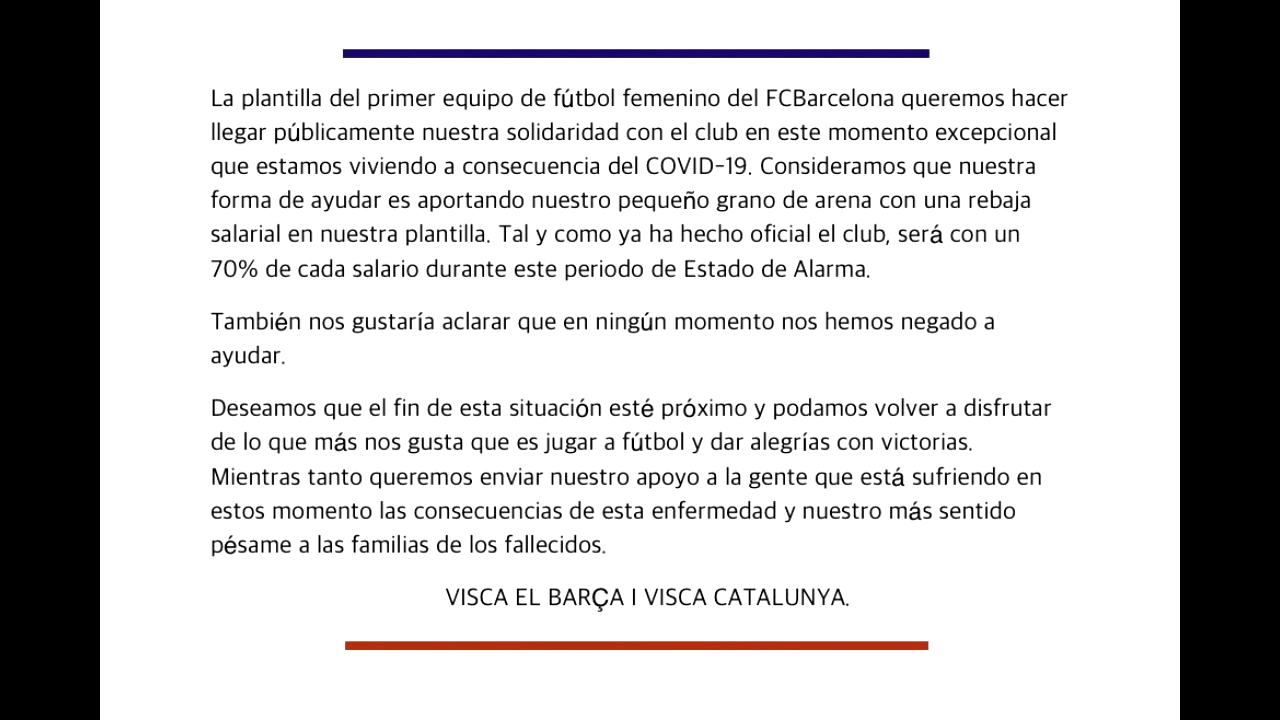 La plantilla del primer equipo de fútbol femenino del FCBarcelona queremos hacer
llegar públicamente nuestra solidaridad con el club en este momento excepcional
que estamos viviendo a consecuencia del COVID-19. Consideramos que nuestra
forma de ayudar es aportando nuestro pequeño grano de arena con una rebaja
salarial en nuestra plantilla. Tal y como ya ha hecho oficial el club, será con un
70% de cada salario durante este periodo de Estado de Alarma.
También nos gustaría aclarar que en ningún momento nos hemos negado a
ayudar.
Deseamos que el fin de esta situación esté próximo y podamos volver a disfrutar
de lo que más nos gusta que es jugar a fútbol y dar alegrías con victorias.
Mientras tanto queremos enviar nuestro apoyo a la gente que está sufriendo en
estos momento las consecuencias de esta enfermedad y nuestro más sentido
pésame a las familias de los fallecidos.
VISCA EL BARÇA I VISCA CATALUNYA.